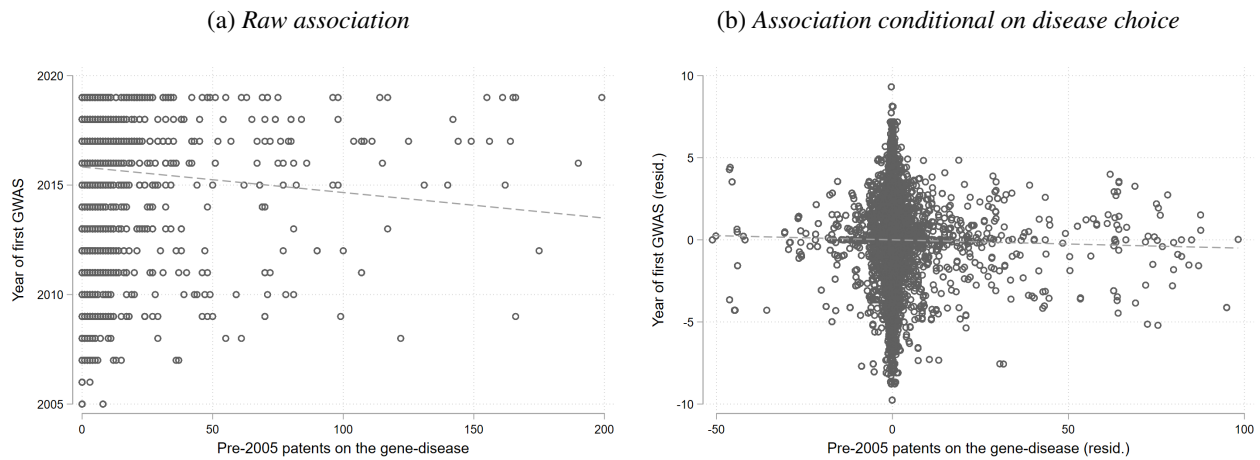 (a) Raw association
2020
2015
2010
2005
Year of first GWAS
0 50 100 150 200
Pre-2005 patents on the gene-disease
(b) Association conditional on disease choice
10
5
0
-5
-10
Year of first GWAS (resid.)
-50 0 50 100
Pre-2005 patents on the gene-disease (resid.)